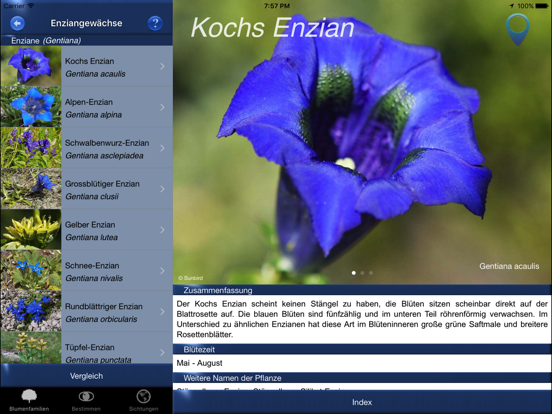 Carrier
7:57 PM
100%
Enziangewächse
?
Enziane (Gentiana)
Kochs Enzian
Gentiana acaulis
Alpen-Enzian
Gentiana alpina
Schwalbenwurz-Enzian
Gentiana asclepiadea
Grossblütiger Enzian
Gentiana clusii
Gelber Enzian
Gentiana lutea
Schnee-Enzian
Gentiana nivalis
Rundblättriger Enzian
Gentiana orbicularis
Tüpfel-Enzian
Gentiana punctata
Vergleich
Blumenfamilien
Bestimmen
Sichtungen
Kochs Enzian
© Sunbird
Gentiana acaulis
Zusammenfassung
Der Kochs Enzian scheint keinen Stängel zu haben, die Blüten sitzen scheinbar direkt auf der
Blattrosette auf. Die blauen Blüten sind fünfzählig und im unteren Teil röhrenförmig verwachsen. Im
Unterschied zu ähnlichen Enzianen hat diese Art im Blüteninneren große grüne Saftmale und breitere
Rosettenblätter.
Blütezeit
Mai - August
Weitere Namen der Pflanze
Index